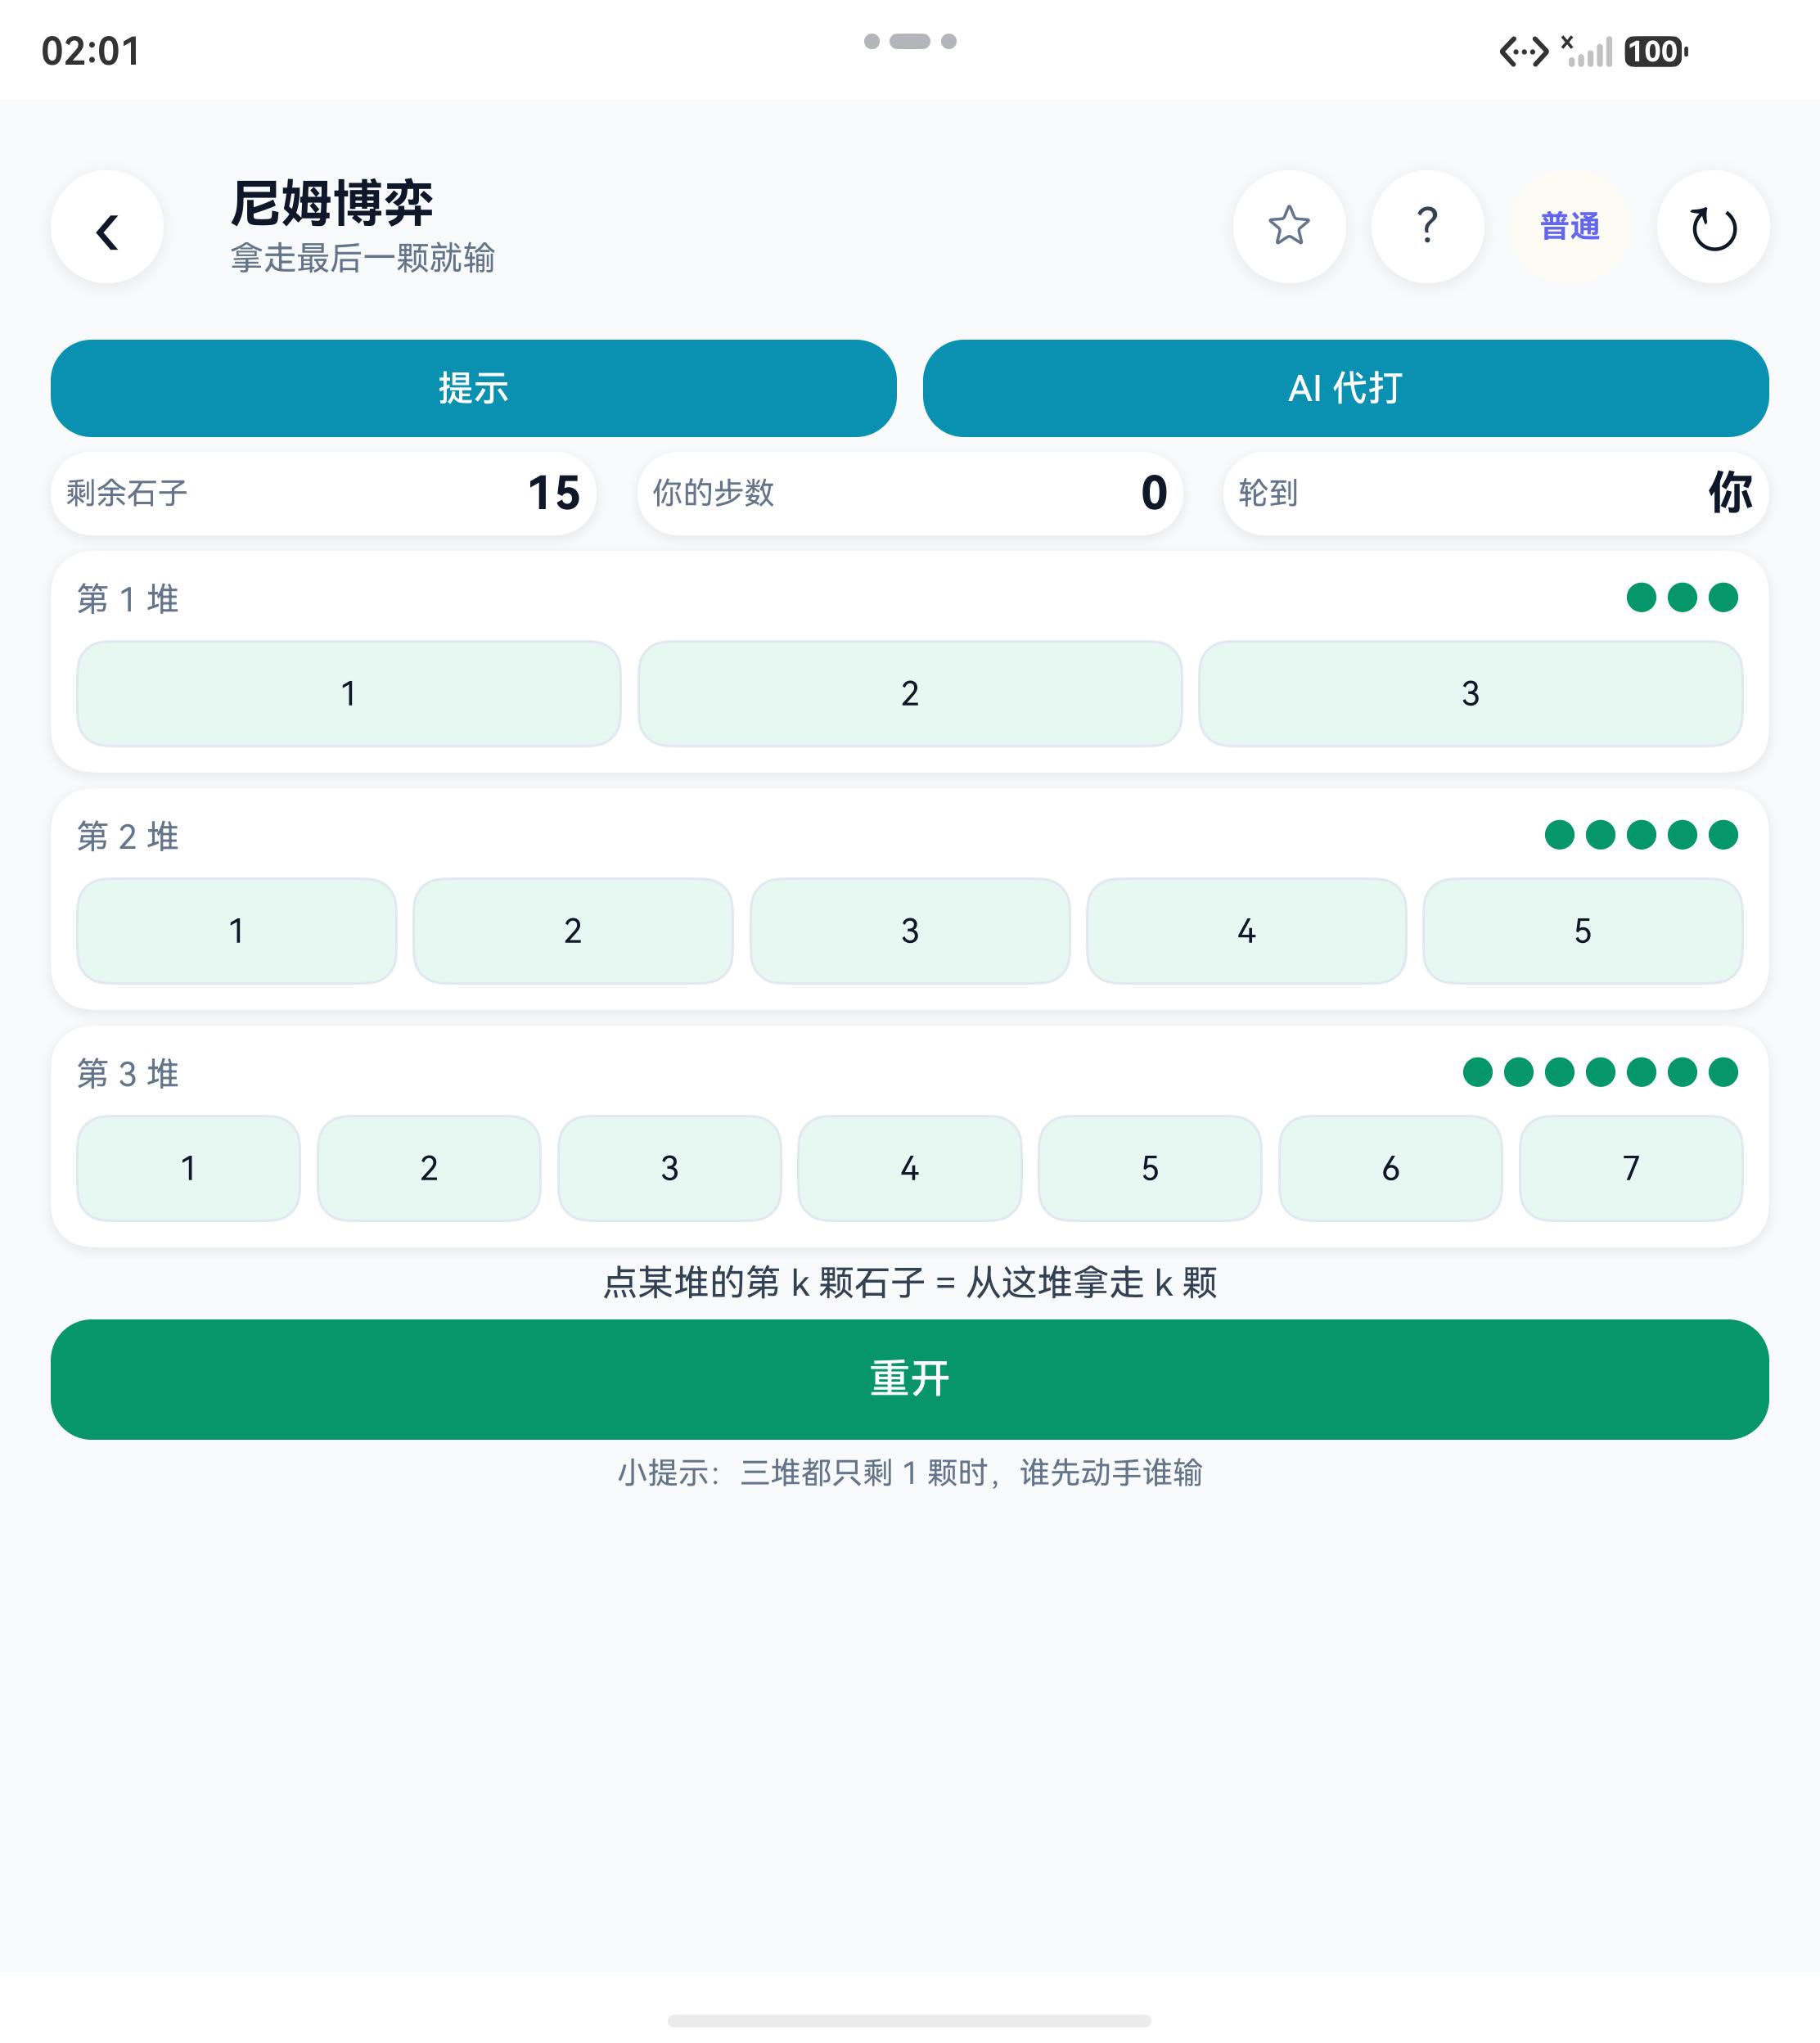 02:01
100
尼姆博弈
拿走最后一颗就输
?
普通
提示
AI 代打
剩余石子 15
你的步数 0
轮到 你
第 1 堆
1 2 3
第 2 堆
1 2 3 4 5
第 3 堆
1 2 3 4 5 6 7
点某堆的第 k 颗石子 = 从这堆拿走 k 颗
重开
小提示：三堆都只剩 1 颗时，谁先动手谁输